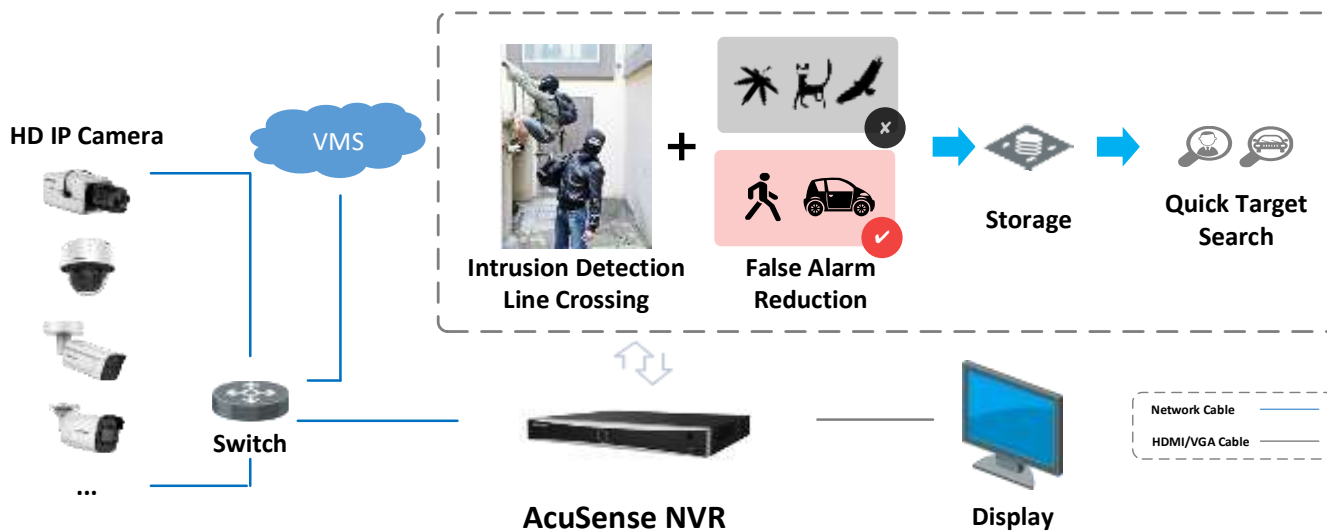 HD IP Camera
VMS
Intrusion Detection
Line Crossing
+
False Alarm
Reduction
Storage
Quick Target
Search
Switch
...
AcuSense NVR
Display
Network Cable
HDMI/VGA Cable